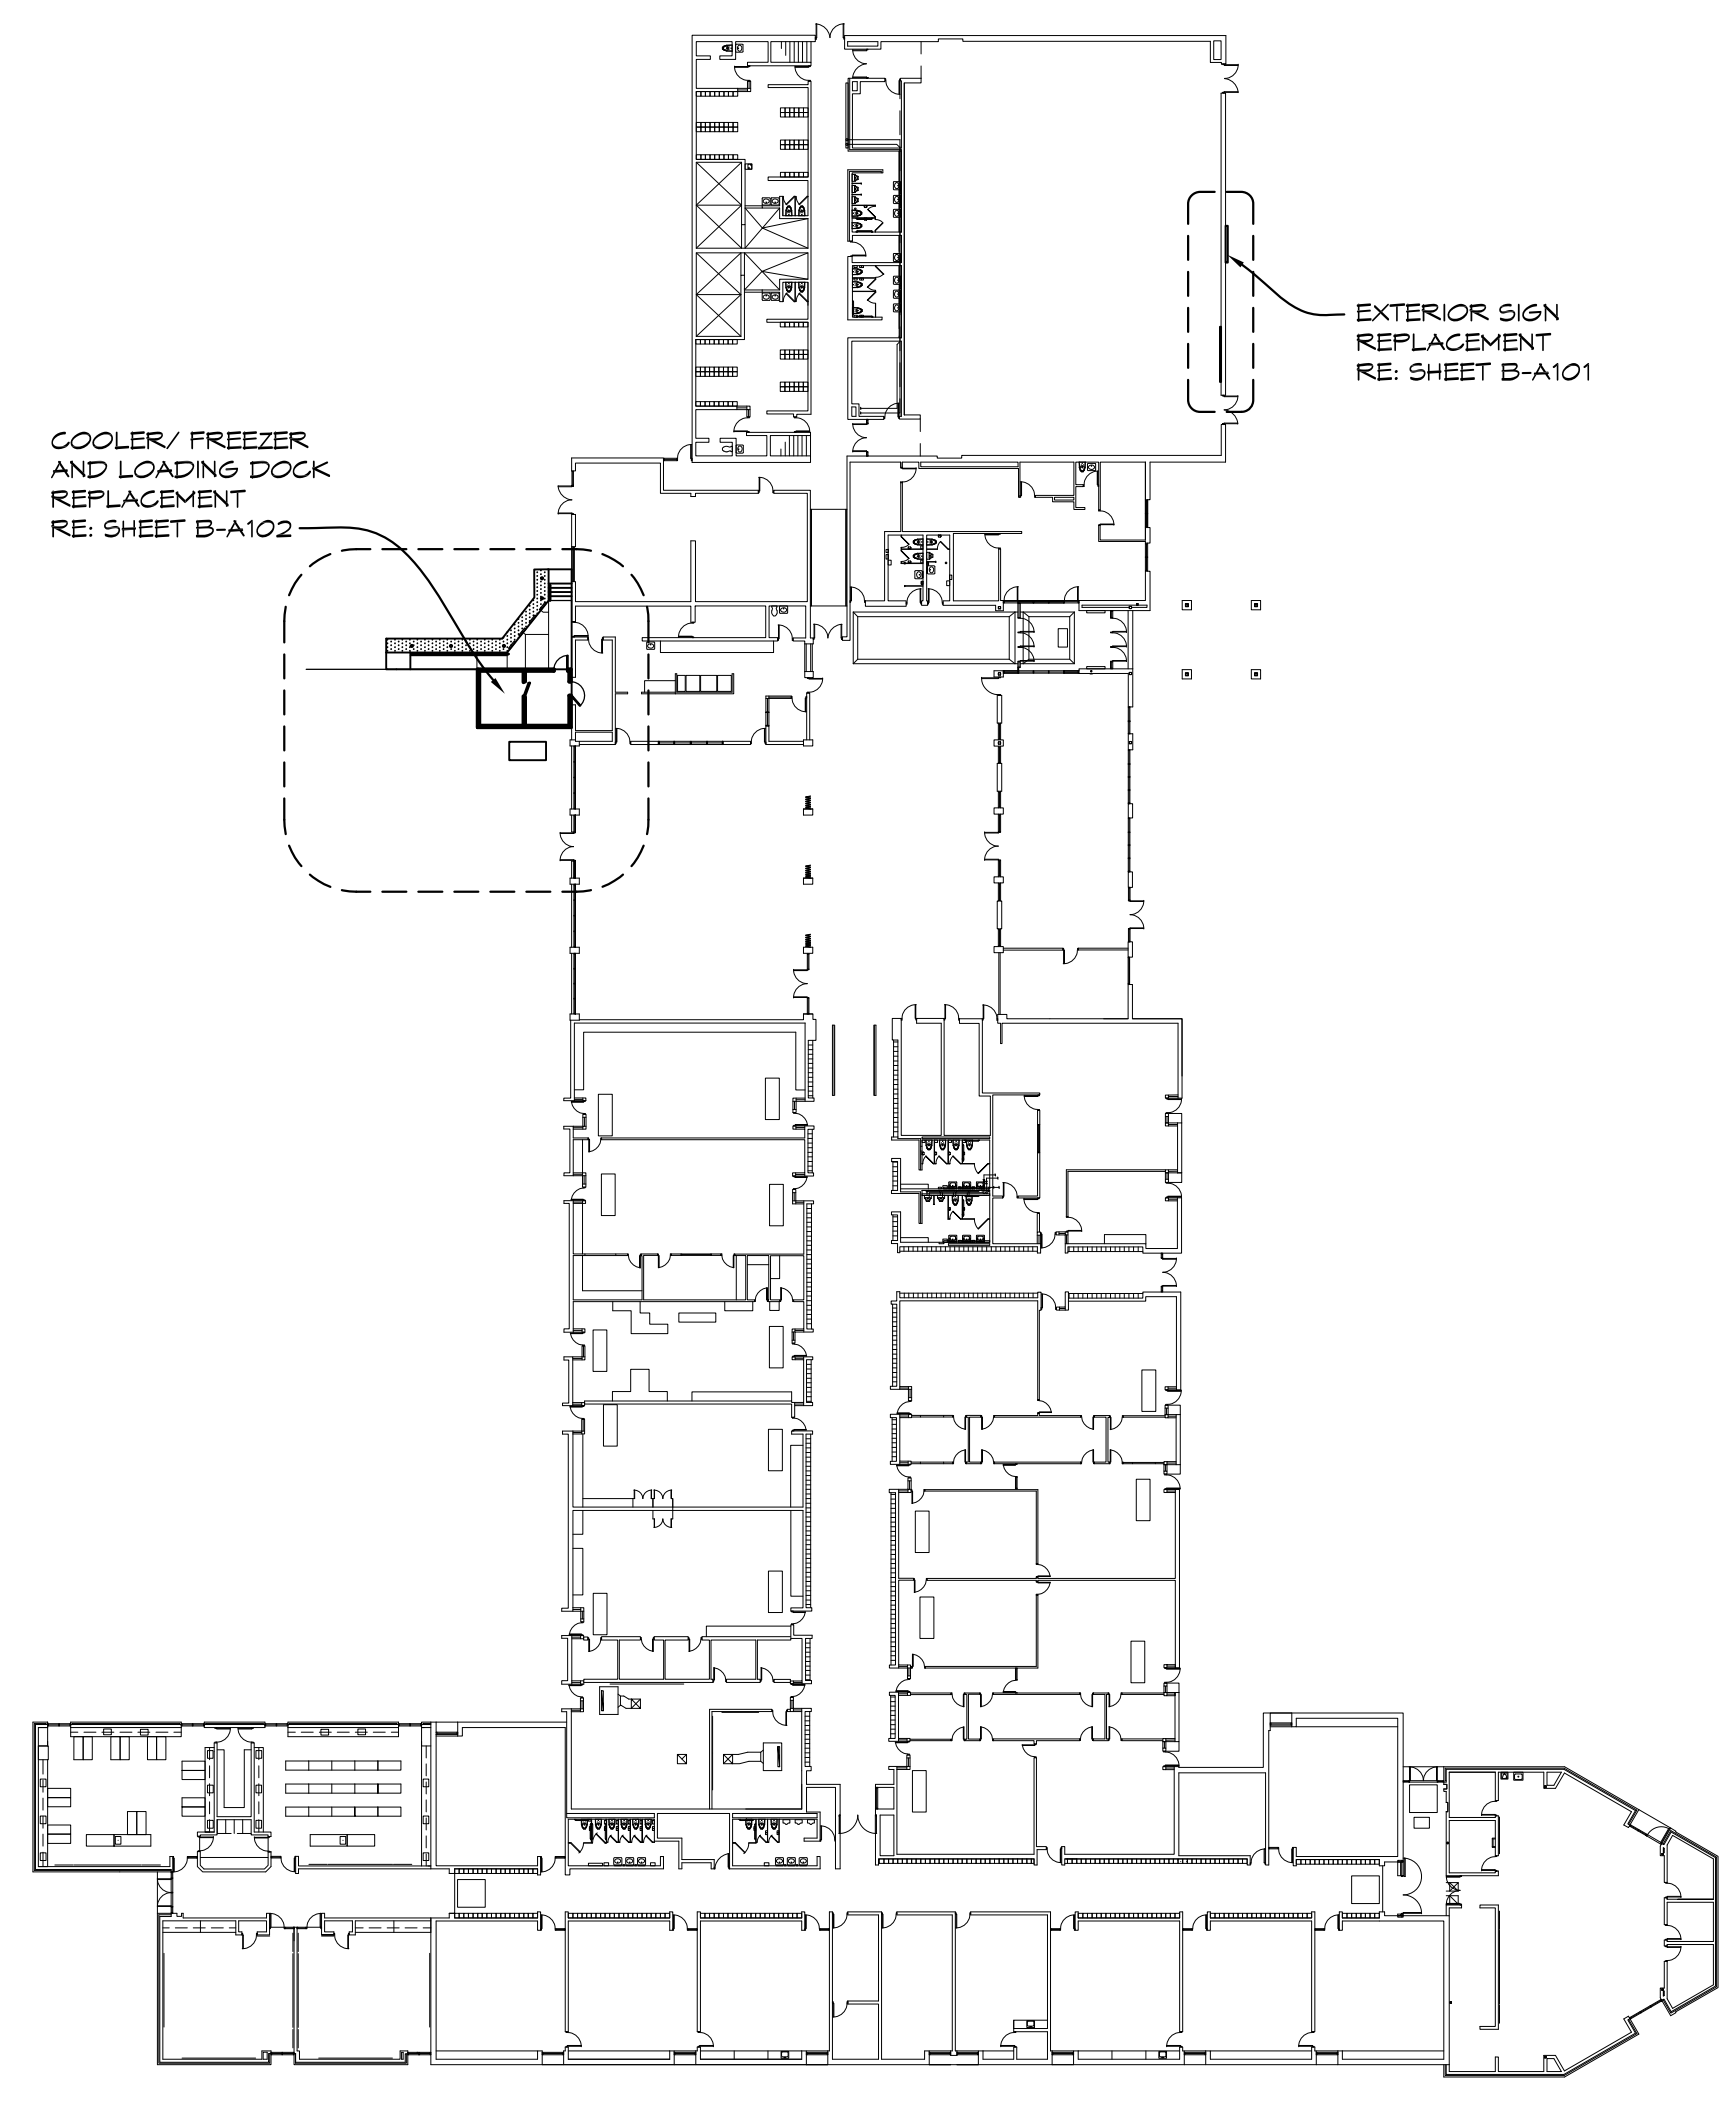 EXTERIOR SIGN
REPLACEMENT
RE: SHEET B-A101
COOLER/ FREEZER
AND LOADING DOCK
REPLACEMENT
RE: SHEET B-A102